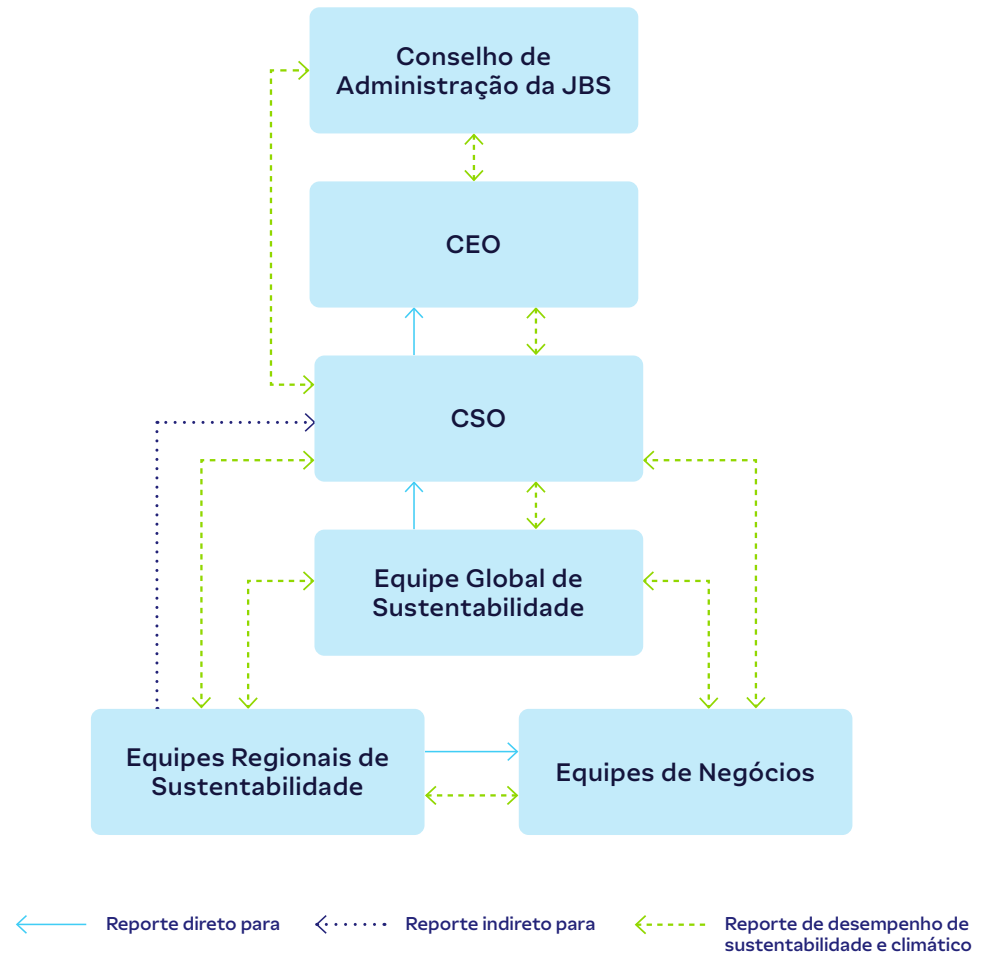 Conselho de
Administração da JBS
CEO
CSO
Equipe Global de
Sustentabilidade
Equipes Regionais de
Sustentabilidade
Equipes de Negócios
Reporte direto para
Reporte indireto para
Reporte de desempenho de
sustentabilidade e climático